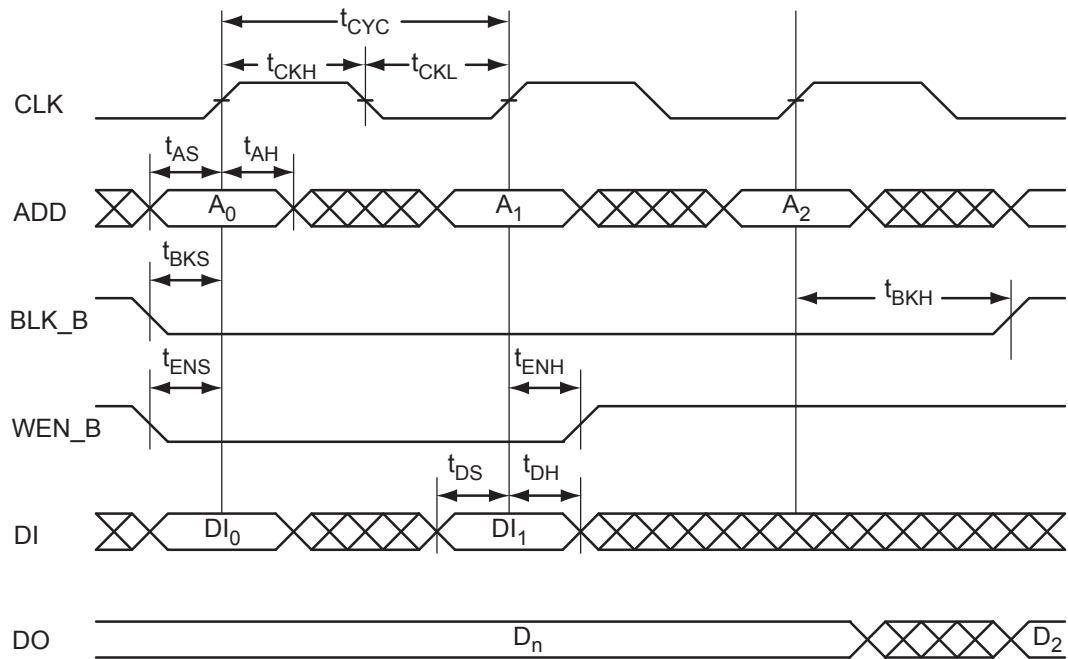 tCYC
tCKH tCKL
CLK
tAS tAH
ADD A0 A1 A2
tBKS
tBKH
BLK_B
tENS tENH
WEN_B
tDS tDH
DI DI0 DI1
DO Dn D2